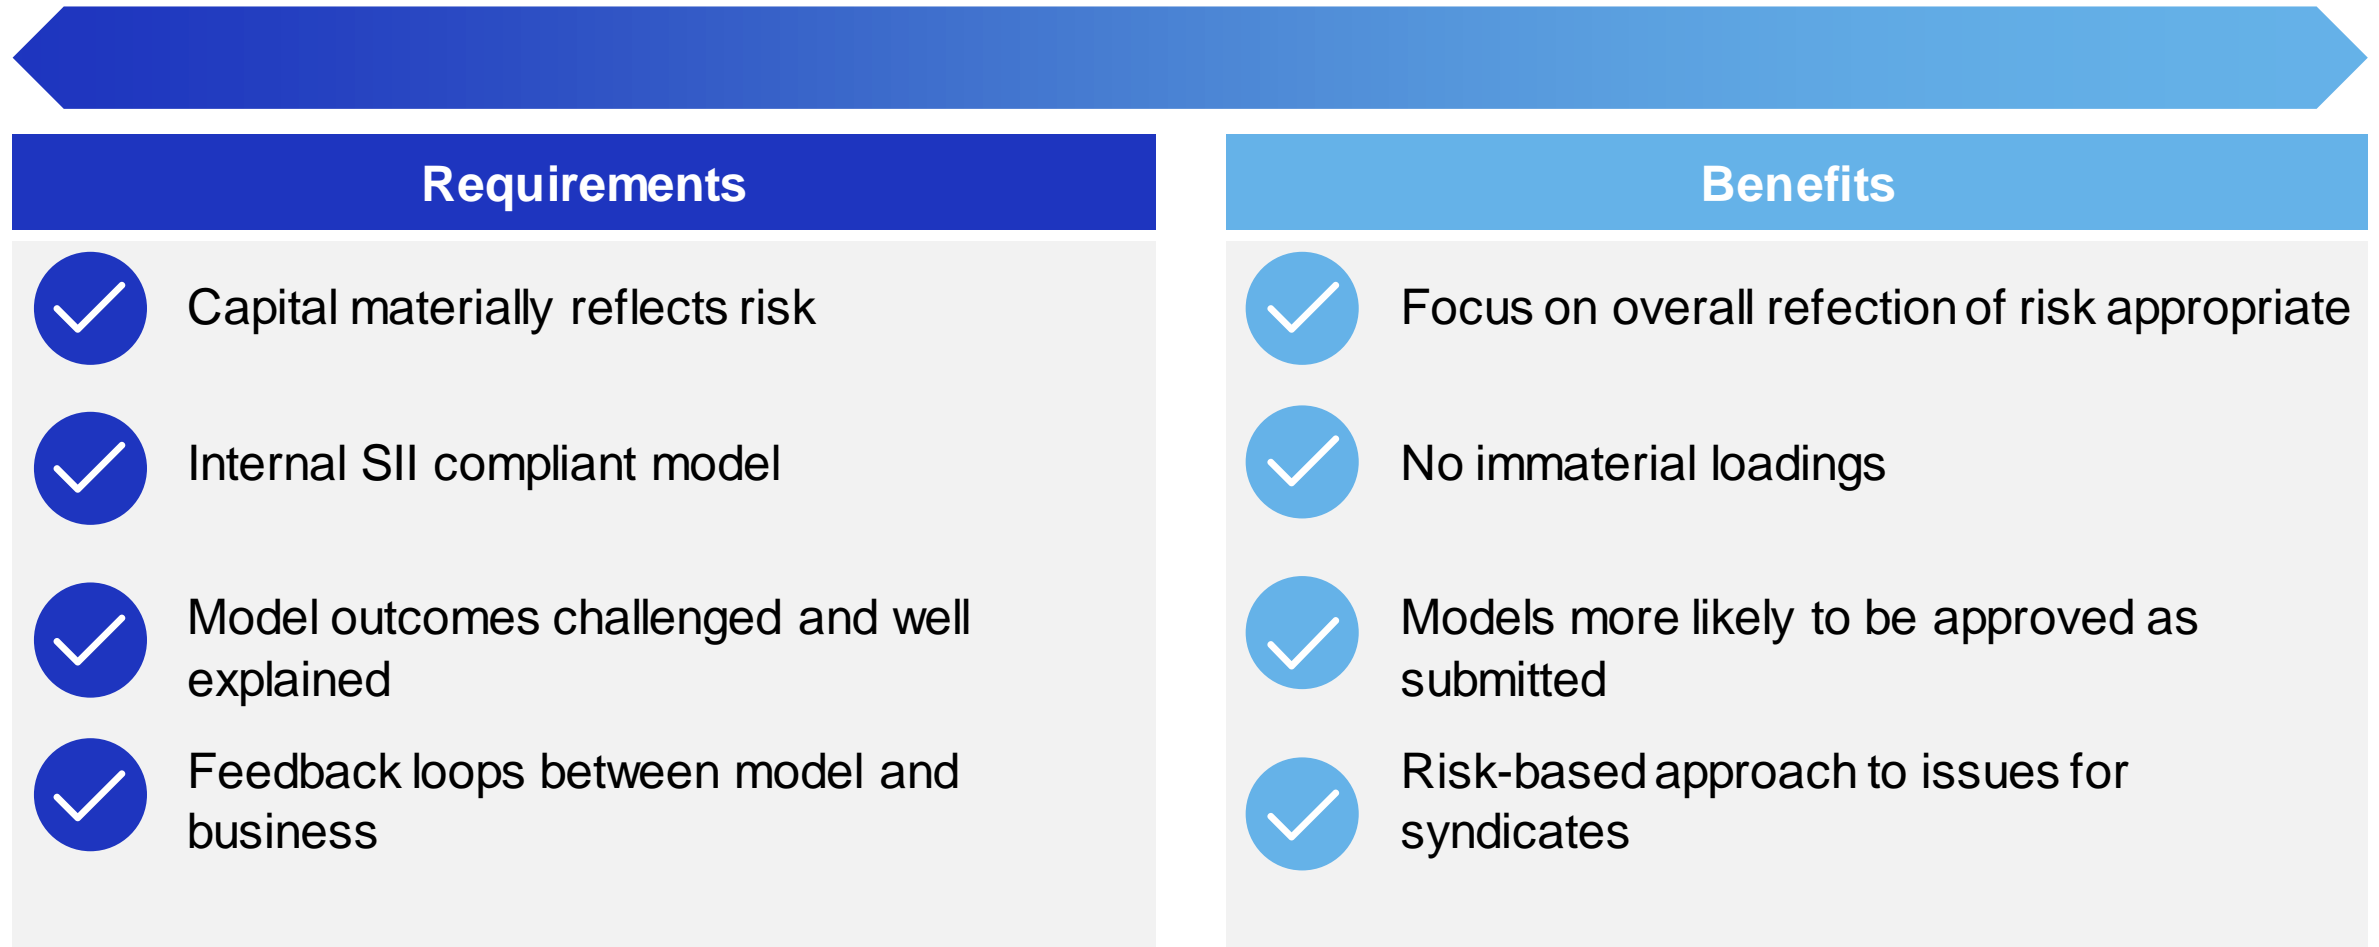 Requirements
Capital materially reflects risk
Internal SII compliant model
Model outcomes challenged and well
explained
Feedback loops between model and
business
Benefits
Focus on overall refection of risk appropriate
No immaterial loadings
Models more likely to be approved as
submitted
Risk-based approach to issues for
syndicates